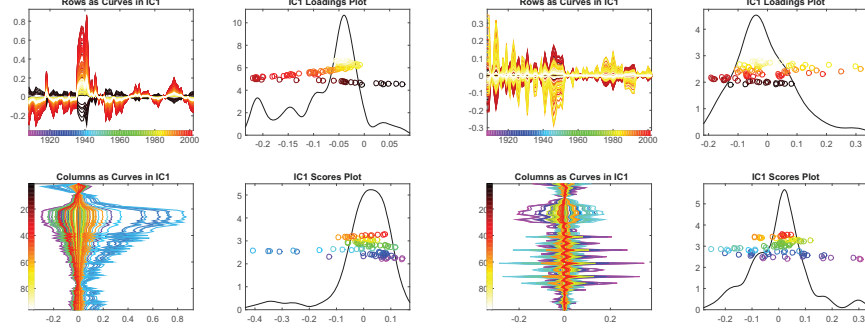 Rows as Curves in IC1
IC1 Loadings Plot
Rows as Curves in IC1
IC1 Loadings Plot
0.8
0.6
0.4
0.2
0
-0.2
1920 1940 1960 1980 2000
10
8
6
4
2
0
-0.2 -0.15 -0.1 -0.05 0 0.05
0.3
0.2
0.1
0
-0.1
-0.2
-0.3
1920 1940 1960 1980 2000
4
3
2
1
0
-0.2 -0.1 0 0.1 0.2 0.3
Columns as Curves in IC1
IC1 Scores Plot
Columns as Curves in IC1
IC1 Scores Plot
20
40
60
80
-0.2 0 0.2 0.4 0.6 0.8
5
4
3
2
1
0
-0.4 -0.3 -0.2 -0.1 0 0.1
20
40
60
80
-0.2 0 0.2
5
4
3
2
1
0
-0.2 -0.1 0 0.1 0.2 0.3